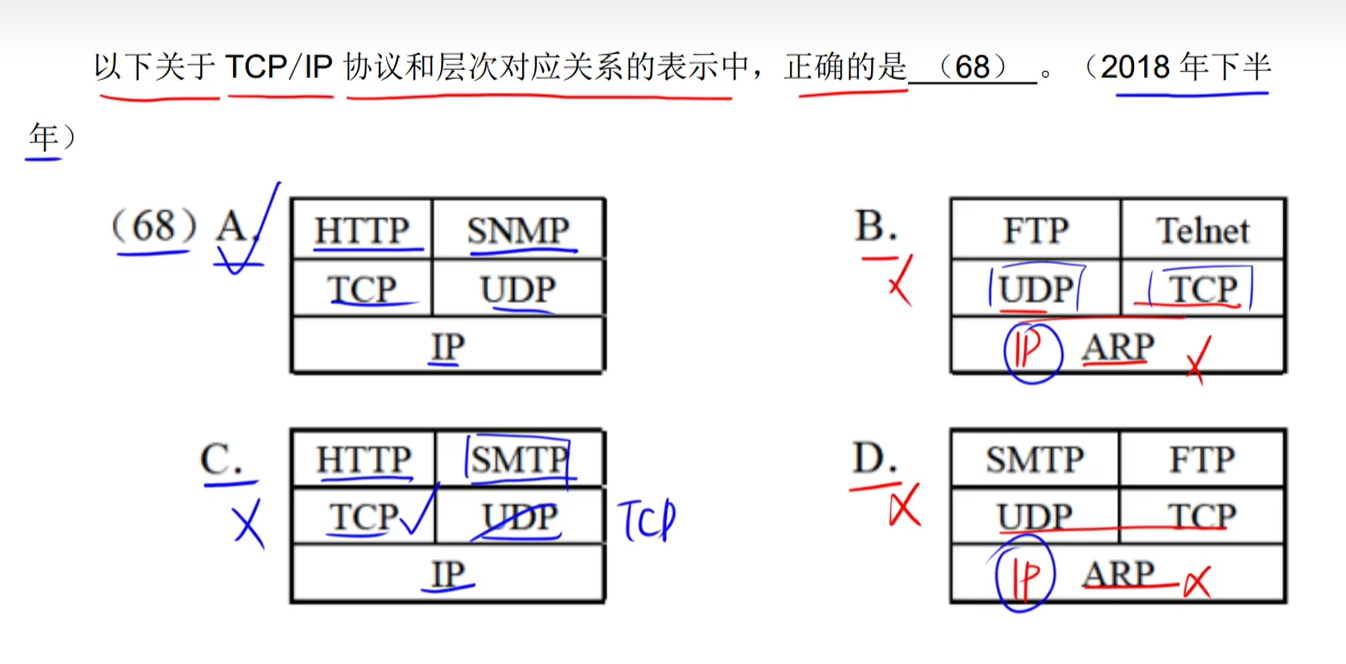 以下关于 TCP/IP 协议和层次对应关系的表示中，正确的是 （68） 。（2018 年下半
年）
（68）A. HTTP SNMP B. FTP Telnet
TCP UDP UDP TCP
IP IP ARP
C. HTTP SMTP D. SMTP FTP
TCP UDP TCP UDP TCP
IP IP ARP